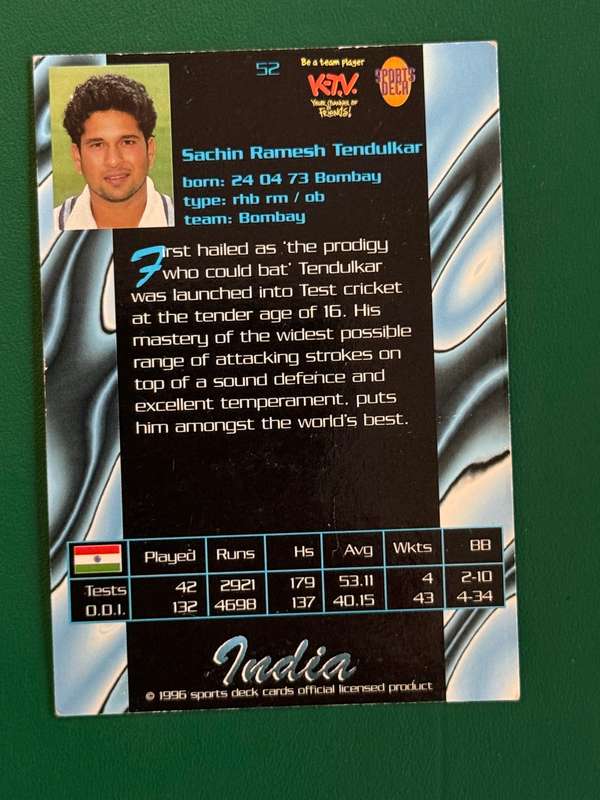 52
Be a team player
K-T.V.
Your channel of
Friends!
SPORTS
DECK
Sachin Ramesh Tendulkar
born: 24 04 73 Bombay
type: rhb rm / ob
team: Bombay
First hailed as 'the prodigy
who could bat' Tendulkar
was launched into Test cricket
at the tender age of 16. His
mastery of the widest possible
range of attacking strokes on
top of a sound defence and
excellent temperament, puts
him amongst the world's best.
Played Runs Hs Avg Wkts BB
Tests 42 2921 179 53.11 4 2-10
O.D.I. 132 4698 137 40.15 43 4-34
India
© 1996 sports deck cards official licensed product